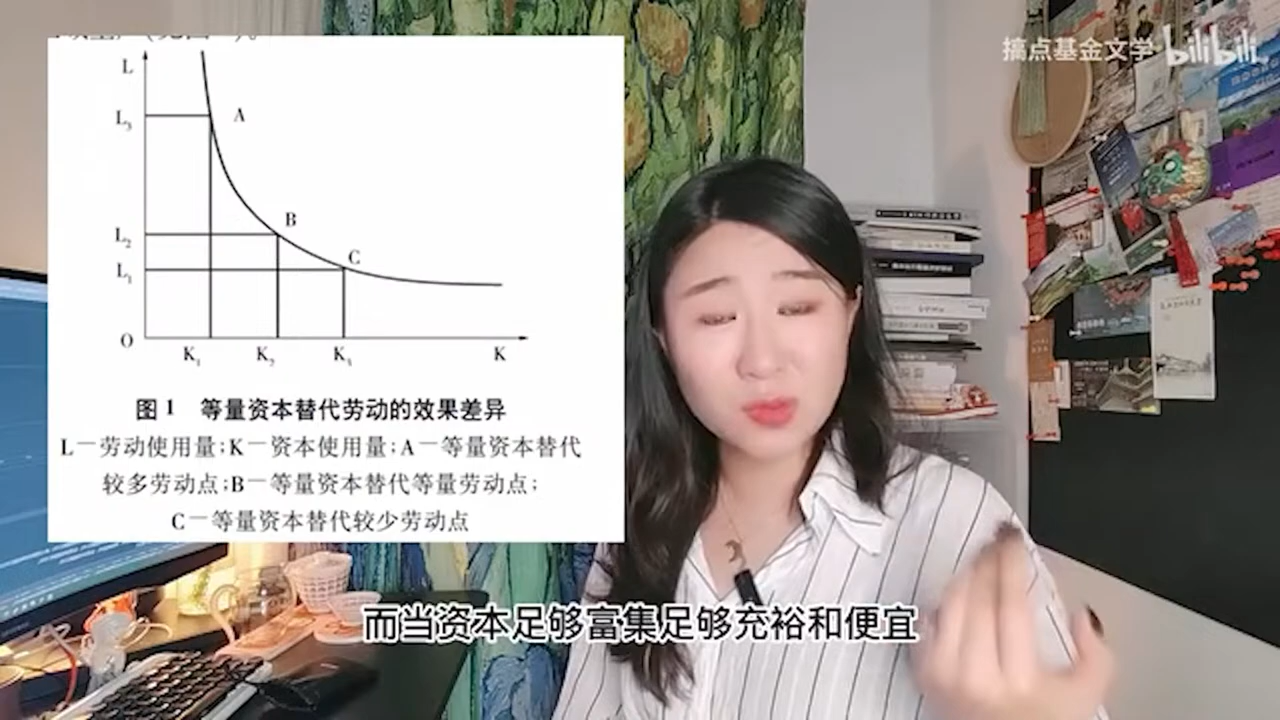 搞点基金文学 bilibili
L
L₃
A
B
L₂
C
L₁
O
K₁
K₂
K₃
K
图1 等量资本替代劳动的效果差异
L—劳动使用量;K—资本使用量;A—等量资本替代
较多劳动点;B—等量资本替代等量劳动点;
C—等量资本替代较少劳动点
而当资本足够富集足够充裕和便宜